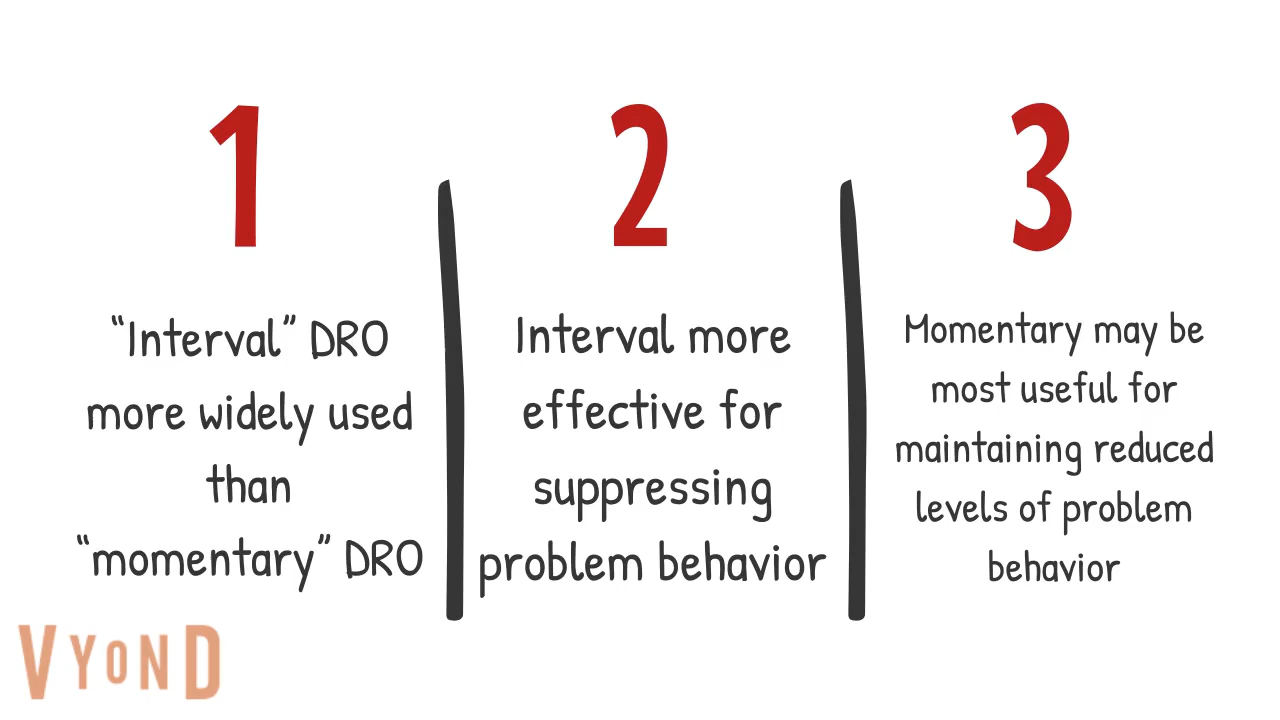 1
“Interval” DRO
more widely used
than
“momentary” DRO
2
Interval more
effective for
suppressing
problem behavior
3
Momentary may be
most useful for
maintaining reduced
levels of problem
behavior
VYOND